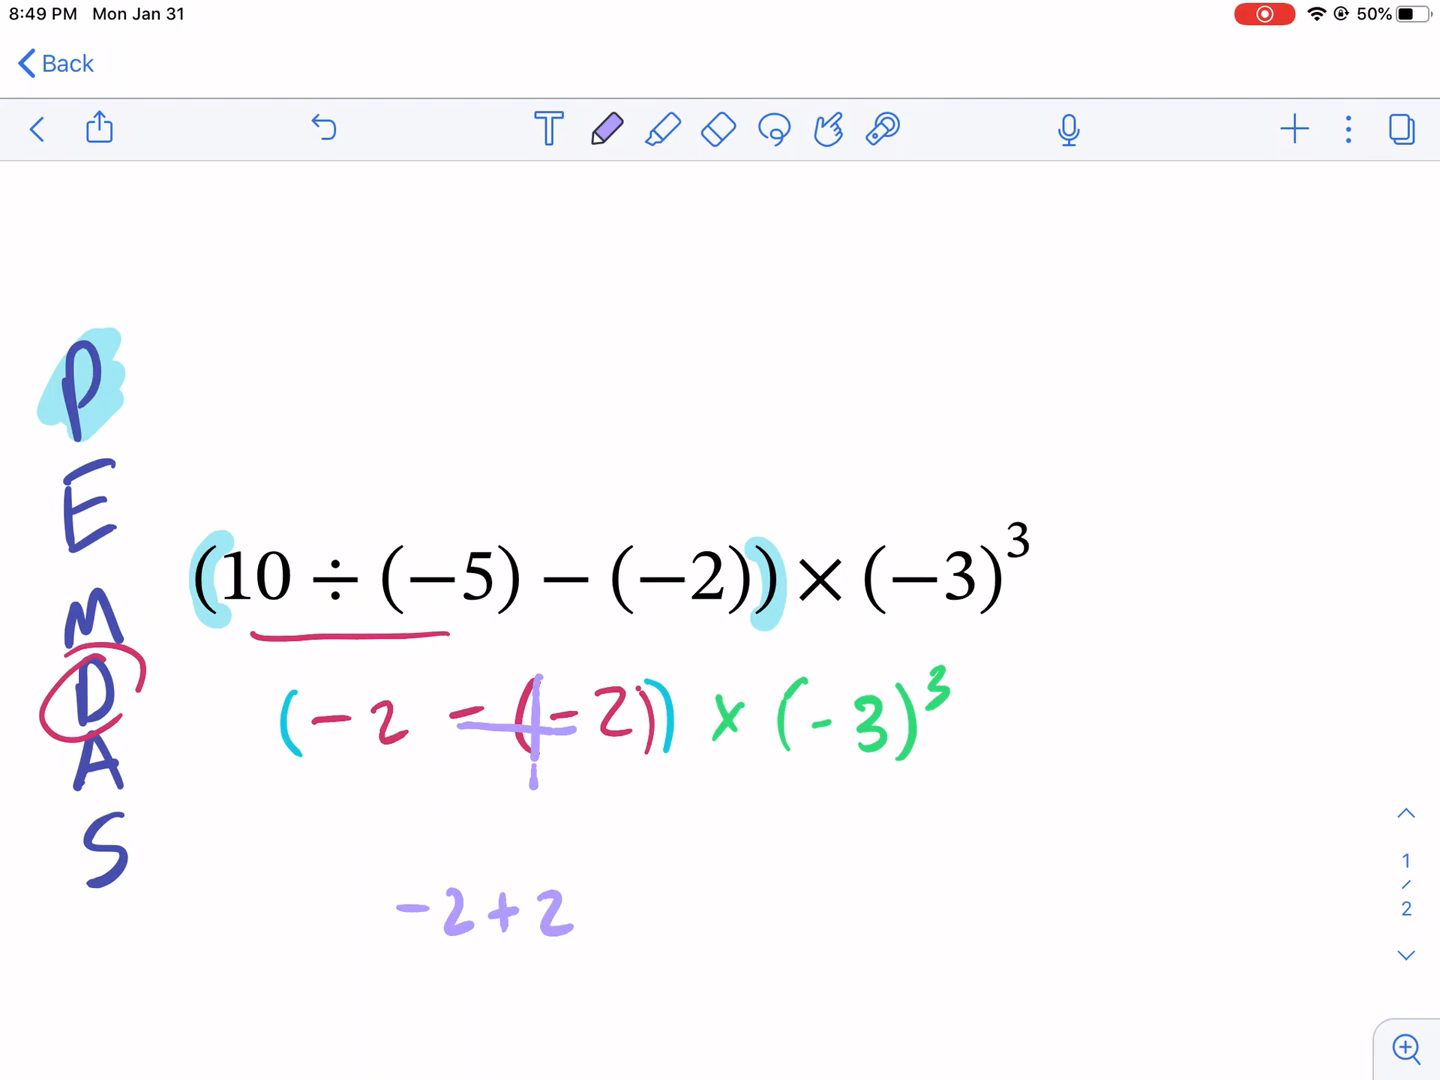 8:49 PM Mon Jan 31 50%
Back
T
P
E
M
D
A
S
(10 ÷ (−5) − (−2)) × (−3)³
(-2 - (-2)) × (-3)³
-2+2
1
/
2